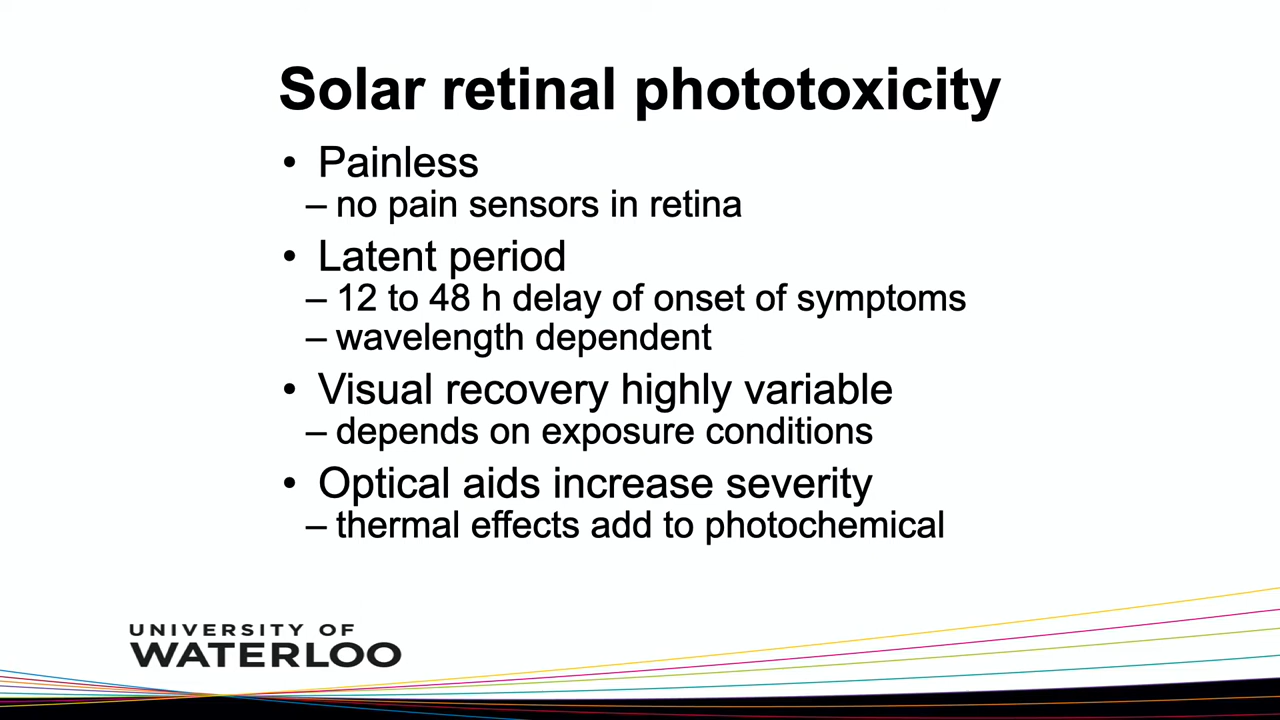 Solar retinal phototoxicity
• Painless
– no pain sensors in retina
• Latent period
– 12 to 48 h delay of onset of symptoms
– wavelength dependent
• Visual recovery highly variable
– depends on exposure conditions
• Optical aids increase severity
– thermal effects add to photochemical
UNIVERSITY OF
WATERLOO